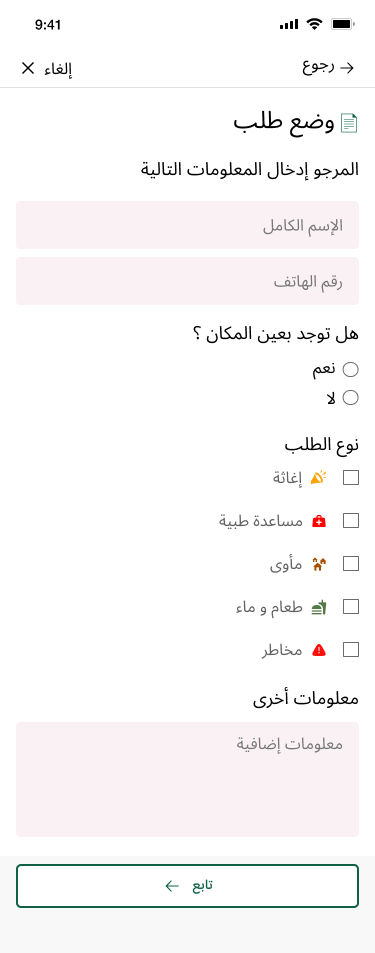 9:41
رجوع
إلغاء
وضع طلب
المرجو إدخال المعلومات التالية
الإسم الكامل
رقم الهاتف
هل توجد بعين المكان ؟
نعم
لا
نوع الطلب
إغاثة
مساعدة طبية
مأوى
طعام و ماء
مخاطر
معلومات أخرى
معلومات إضافية
تابع